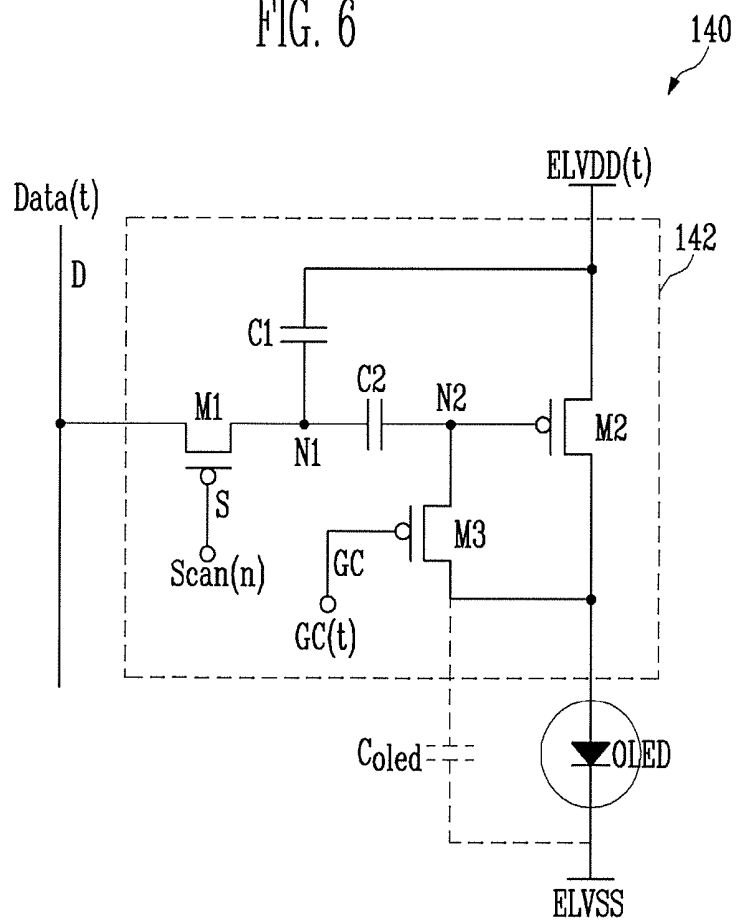 FIG. 6
140
ELVDD(t)
Data(t)
142
D
C1
C2
M1
N2
M2
N1
S
M3
GC
Scan(n)
GC(t)
Coled
OLED
ELVSS